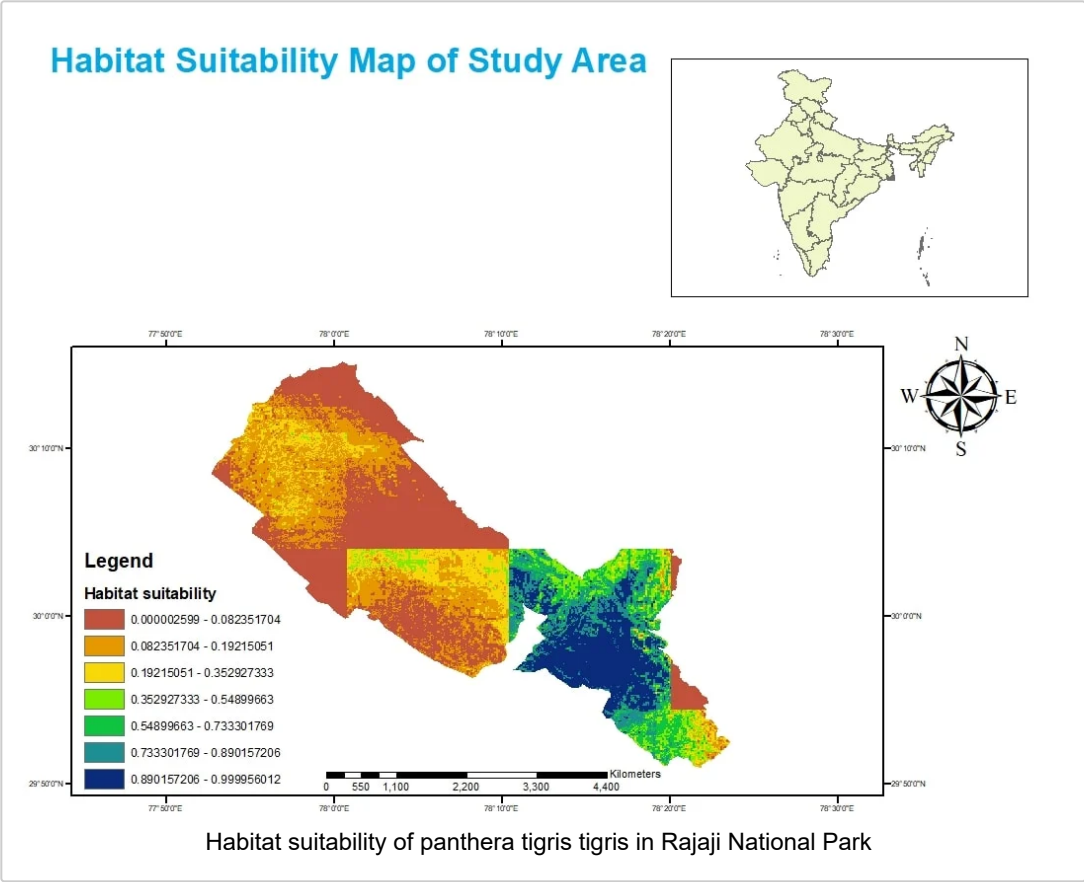 Habitat Suitability Map of Study Area
77°50'0"E 78°0'0"E 78°10'0"E 78°20'0"E 78°30'0"E
N
W E
S
30°10'0"N 30°10'0"N
Legend
Habitat suitability
0.000002599 - 0.082351704
0.082351704 - 0.19215051
0.19215051 - 0.352927333
0.352927333 - 0.54899663
0.54899663 - 0.733301769
0.733301769 - 0.890157206
0.890157206 - 0.999956012
30°0'0"N 30°0'0"N
Kilometers
0 550 1,100 2,200 3,300 4,400
29°50'0"N 29°50'0"N
77°50'0"E 78°0'0"E 78°10'0"E 78°20'0"E 78°30'0"E
Habitat suitability of panthera tigris tigris in Rajaji National Park